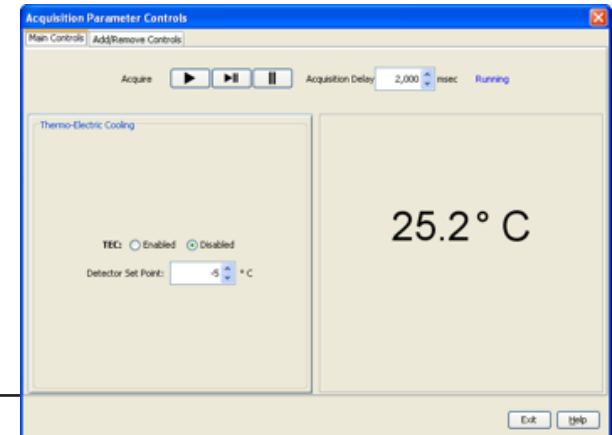 Acquisition Parameter Controls
Main Controls Add/Remove Controls
Acquire Acquisition Delay 2,000 msec Running
Thermo-Electric Cooling
25.2° C
TEC: Enabled Disabled
Detector Set Point: -5 ° C
Exit Help